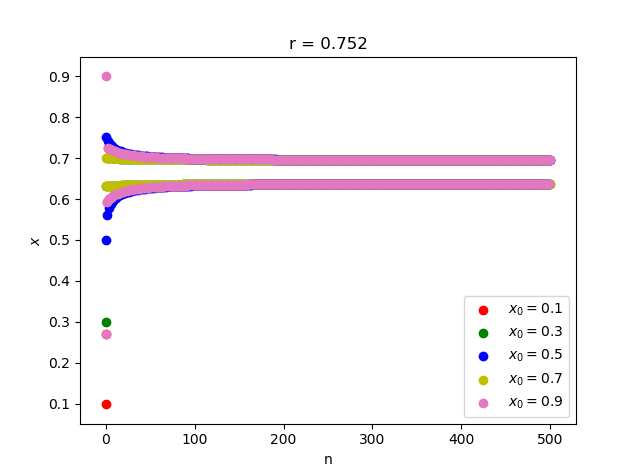 r = 0.752
0.9
0.8
0.7
0.6
0.5
0.4
0.3
0.2
0.1
x
0
100
200
300
400
500
n
x₀ = 0.1
x₀ = 0.3
x₀ = 0.5
x₀ = 0.7
x₀ = 0.9